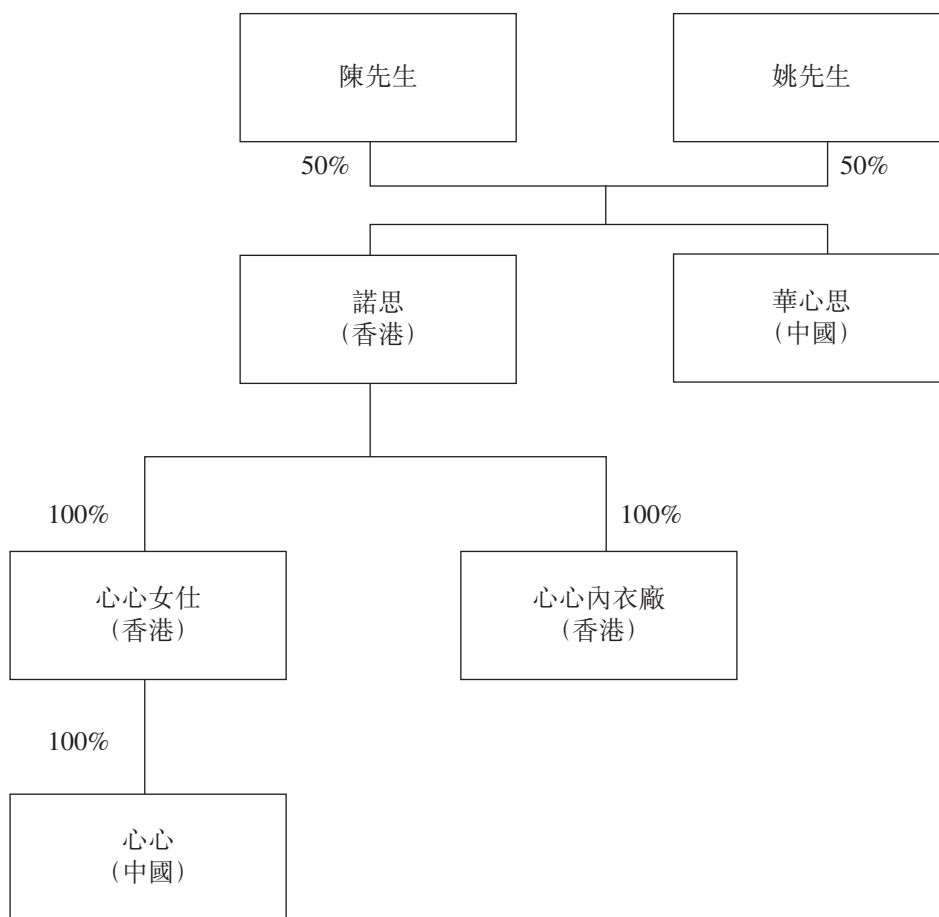 陳先生
姚先生
50%
50%
諾思
（香港）
華心思
（中國）
100%
100%
心心女仕
（香港）
心心內衣廠
（香港）
100%
心心
（中國）